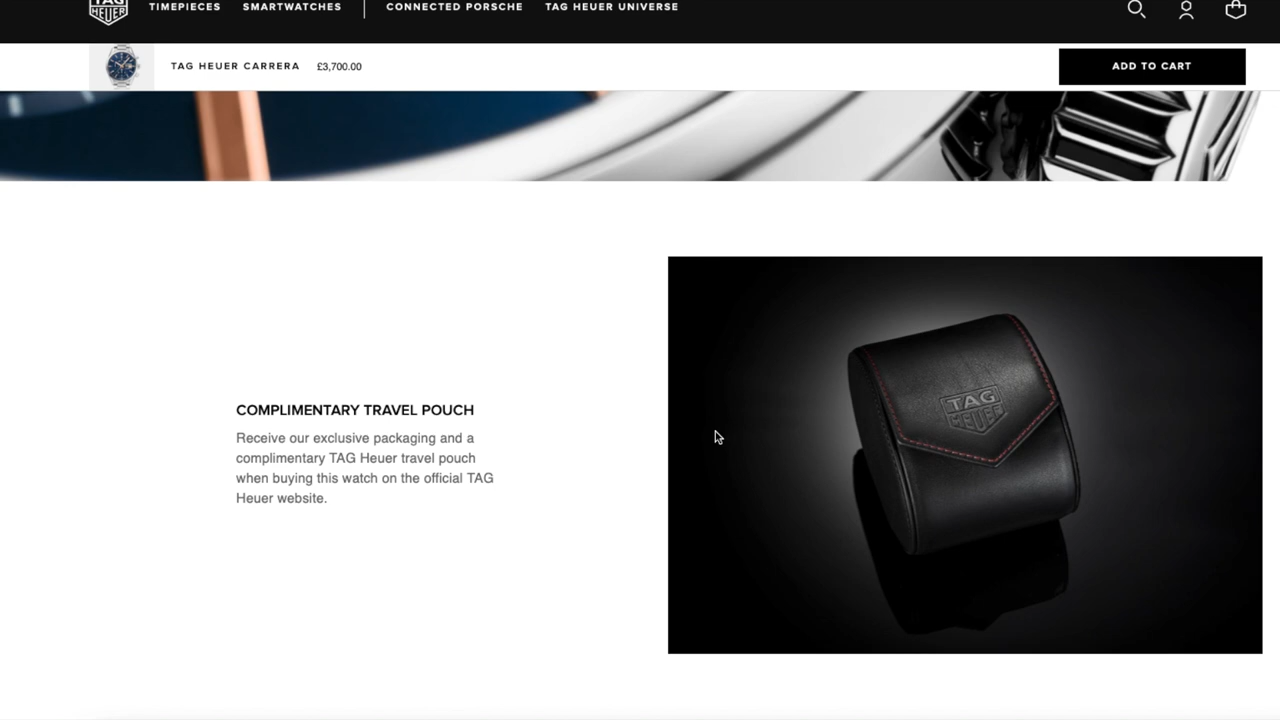 TAG
HEUER
TIMEPIECES SMARTWATCHES CONNECTED PORSCHE TAG HEUER UNIVERSE
TAG HEUER CARRERA £3,700.00 ADD TO CART
TAG
HEUER
COMPLIMENTARY TRAVEL POUCH
Receive our exclusive packaging and a
complimentary TAG Heuer travel pouch
when buying this watch on the official TAG
Heuer website.